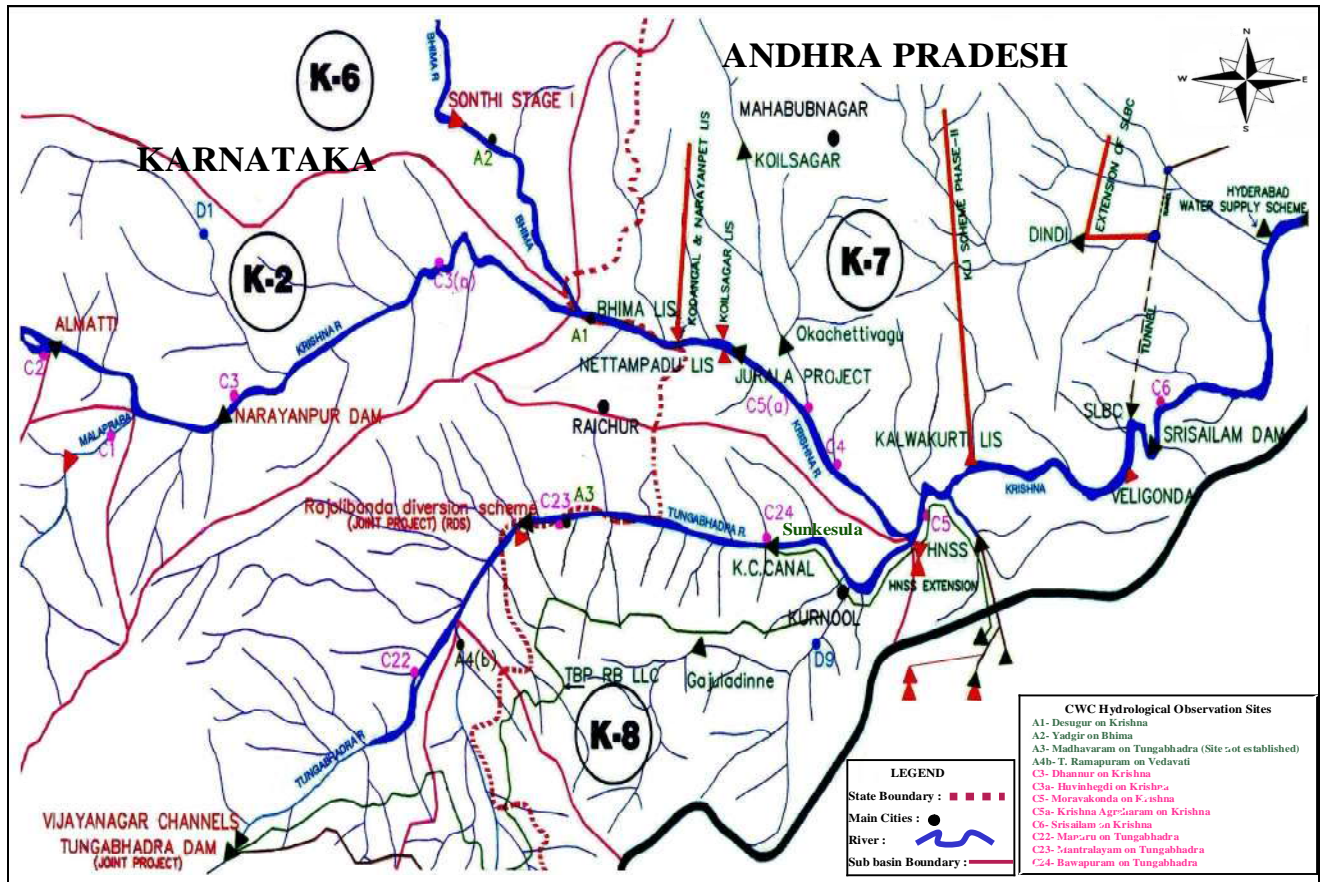 ANDHRA PRADESH
N
W
E
S
K-6
BHIMA R
SONTHI STAGE I
MAHABUBNAGAR
KARNATAKA
A2
KOILSAGAR
KODANGAL & NARAYANPET LIS
KOILSAGAR LIS
KLI SCHEME PHASE-II
EXTENSION OF SLBC
HYDERABAD
WATER SUPPLY SCHEME
D1
BHIMA
DINDI
K-2
K-7
C3(a)
TUNNEL
BHIMA LIS
ALMATTI
KRISHNA R
A1
Okachettivagu
C2
NETTAMPADU LIS
JURALA PROJECT
C3
C5(a)
C6
NARAYANPUR DAM
RAICHUR
SLBC
MALAPRABA
C1
KRISHNA R.
KALWAKURTI LIS
SRISAILAM DAM
C4
KRISHNA
VELIGONDA
Rajolibanda diversion scheme
(JOINT PROJECT) (RDS)
C23
A3
TUNGABHADRA R.
C24
Sunkesula
C5
HNSS
K.C.CANAL
HNSS EXTENSION
KURNOOL
C22
A4(b)
TBP RB LLC
Gajuladinne
D9
K-8
TUNGABHADRA R
VIJAYANAGAR CHANNELS
TUNGABHADRA DAM
(JOINT PROJECT)
LEGEND
State Boundary :
Main Cities :
River :
Sub basin Boundary :
CWC Hydrological Observation Sites
A1- Desugur on Krishna
A2- Yadgir on Bhima
A3- Madhavaram on Tungabhadra (Site not established)
A4b- T. Ramapuram on Vedavati
C3- Dhannur on Krishna
C3a- Huvinhegdi on Krishna
C5- Moravakonda on Krishna
C5a- Krishna Agraharam on Krishna
C6- Srisailam on Krishna
C22- Manuru on Tungabhadra
C23- Mantralayam on Tungabhadra
C24- Bawapuram on Tungabhadra